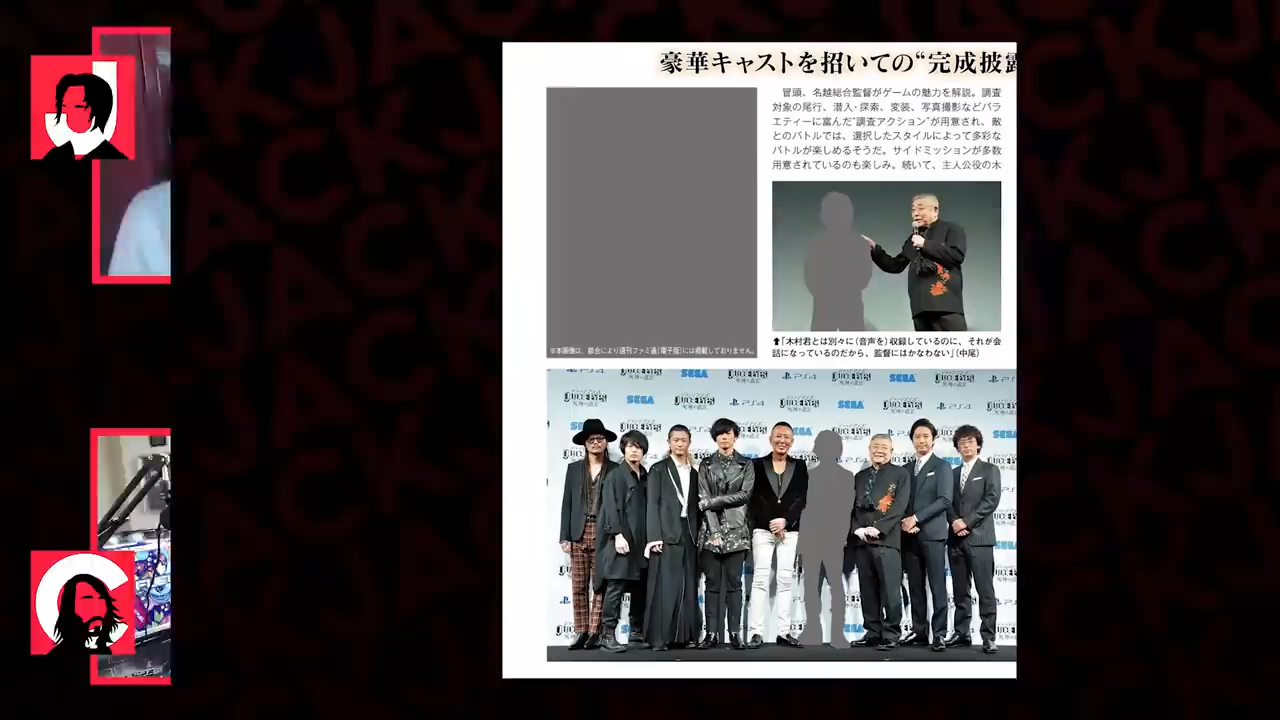 豪華キャストを招いての“完成披露
冒頭、名越総合監督がゲームの魅力を解説。調査
対象の尾行、潜入・探索、変装、写真撮影などバラ
エティーに富んだ“調査アクション”が用意され、敵
とのバトルでは、選択したスタイルによって多彩な
バトルが楽しめるそうだ。サイドミッションが多数
用意されているのも楽しみ。続いて、主人公役の木
※本画像は、都合により週刊ファミ通(電子版)には掲載しておりません。
⬆「木村君とは別々に(音声を)収録しているのに、それが会
話になっているのだから、監督にはかなわない」(中尾)
SEGA
PS4
JUDGE EYES
死神の遺言
J
C